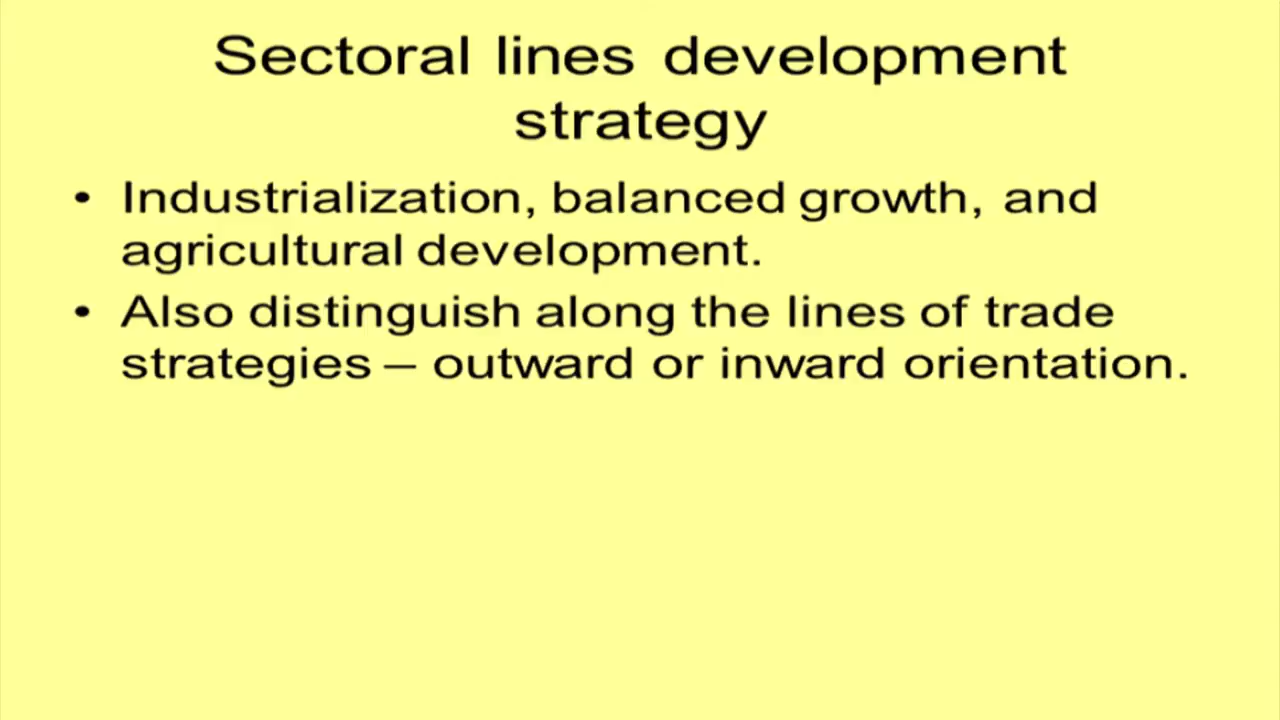 Sectoral lines development
strategy
• Industrialization, balanced growth, and
agricultural development.
• Also distinguish along the lines of trade
strategies – outward or inward orientation.